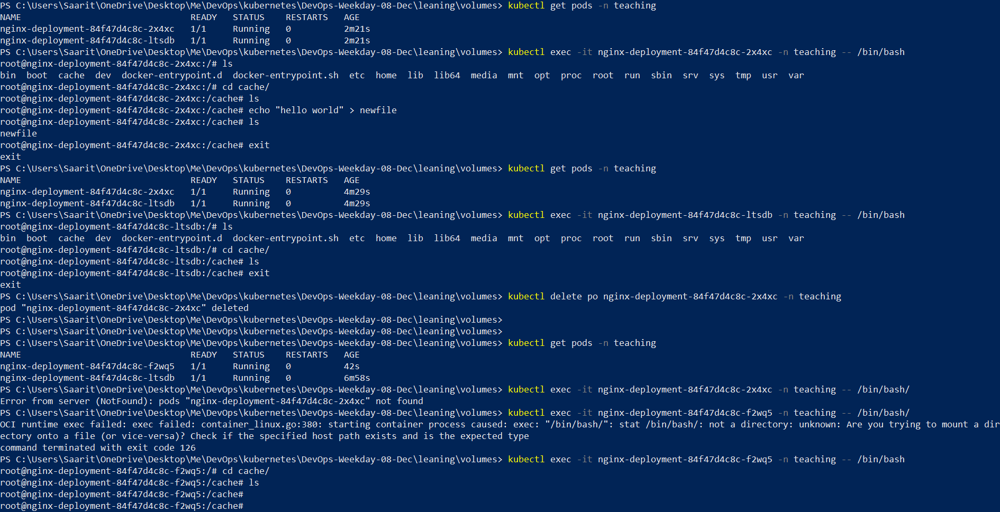 PS C:\Users\Saarit\OneDrive\Desktop\Me\DevOps\kubernetes\DevOps-Weekday-08-Dec\leaning\volumes> kubectl get pods -n teaching
NAME                                READY   STATUS    RESTARTS   AGE
nginx-deployment-84f47d4c8c-2x4xc   1/1     Running   0          2m21s
nginx-deployment-84f47d4c8c-ltsdb   1/1     Running   0          2m21s
PS C:\Users\Saarit\OneDrive\Desktop\Me\DevOps\kubernetes\DevOps-Weekday-08-Dec\leaning\volumes> kubectl exec -it nginx-deployment-84f47d4c8c-2x4xc -n teaching -- /bin/bash
root@nginx-deployment-84f47d4c8c-2x4xc:/# ls
bin  boot  cache  dev  docker-entrypoint.d  docker-entrypoint.sh  etc  home  lib  lib64  media  mnt  opt  proc  root  run  sbin  srv  sys  tmp  usr  var
root@nginx-deployment-84f47d4c8c-2x4xc:/# cd cache/
root@nginx-deployment-84f47d4c8c-2x4xc:/cache# ls
root@nginx-deployment-84f47d4c8c-2x4xc:/cache# echo "hello world" > newfile
root@nginx-deployment-84f47d4c8c-2x4xc:/cache# ls
newfile
root@nginx-deployment-84f47d4c8c-2x4xc:/cache# exit
exit
PS C:\Users\Saarit\OneDrive\Desktop\Me\DevOps\kubernetes\DevOps-Weekday-08-Dec\leaning\volumes> kubectl get pods -n teaching
NAME                                READY   STATUS    RESTARTS   AGE
nginx-deployment-84f47d4c8c-2x4xc   1/1     Running   0          4m29s
nginx-deployment-84f47d4c8c-ltsdb   1/1     Running   0          4m29s
PS C:\Users\Saarit\OneDrive\Desktop\Me\DevOps\kubernetes\DevOps-Weekday-08-Dec\leaning\volumes> kubectl exec -it nginx-deployment-84f47d4c8c-ltsdb -n teaching -- /bin/bash
root@nginx-deployment-84f47d4c8c-ltsdb:/# ls
bin  boot  cache  dev  docker-entrypoint.d  docker-entrypoint.sh  etc  home  lib  lib64  media  mnt  opt  proc  root  run  sbin  srv  sys  tmp  usr  var
root@nginx-deployment-84f47d4c8c-ltsdb:/# cd cache/
root@nginx-deployment-84f47d4c8c-ltsdb:/cache# ls
root@nginx-deployment-84f47d4c8c-ltsdb:/cache# exit
exit
PS C:\Users\Saarit\OneDrive\Desktop\Me\DevOps\kubernetes\DevOps-Weekday-08-Dec\leaning\volumes> kubectl delete po nginx-deployment-84f47d4c8c-2x4xc -n teaching
pod "nginx-deployment-84f47d4c8c-2x4xc" deleted
PS C:\Users\Saarit\OneDrive\Desktop\Me\DevOps\kubernetes\DevOps-Weekday-08-Dec\leaning\volumes>
PS C:\Users\Saarit\OneDrive\Desktop\Me\DevOps\kubernetes\DevOps-Weekday-08-Dec\leaning\volumes>
PS C:\Users\Saarit\OneDrive\Desktop\Me\DevOps\kubernetes\DevOps-Weekday-08-Dec\leaning\volumes> kubectl get pods -n teaching
NAME                                READY   STATUS    RESTARTS   AGE
nginx-deployment-84f47d4c8c-f2wq5   1/1     Running   0          42s
nginx-deployment-84f47d4c8c-ltsdb   1/1     Running   0          6m58s
PS C:\Users\Saarit\OneDrive\Desktop\Me\DevOps\kubernetes\DevOps-Weekday-08-Dec\leaning\volumes> kubectl exec -it nginx-deployment-84f47d4c8c-2x4xc -n teaching -- /bin/bash/
Error from server (NotFound): pods "nginx-deployment-84f47d4c8c-2x4xc" not found
PS C:\Users\Saarit\OneDrive\Desktop\Me\DevOps\kubernetes\DevOps-Weekday-08-Dec\leaning\volumes> kubectl exec -it nginx-deployment-84f47d4c8c-f2wq5 -n teaching -- /bin/bash/
OCI runtime exec failed: exec failed: container_linux.go:380: starting container process caused: exec: "/bin/bash/": stat /bin/bash/: not a directory: unknown: Are you trying to mount a dir
ectory onto a file (or vice-versa)? Check if the specified host path exists and is the expected type
command terminated with exit code 126
PS C:\Users\Saarit\OneDrive\Desktop\Me\DevOps\kubernetes\DevOps-Weekday-08-Dec\leaning\volumes> kubectl exec -it nginx-deployment-84f47d4c8c-f2wq5 -n teaching -- /bin/bash
root@nginx-deployment-84f47d4c8c-f2wq5:/# cd cache/
root@nginx-deployment-84f47d4c8c-f2wq5:/cache# ls
root@nginx-deployment-84f47d4c8c-f2wq5:/cache#
root@nginx-deployment-84f47d4c8c-f2wq5:/cache#